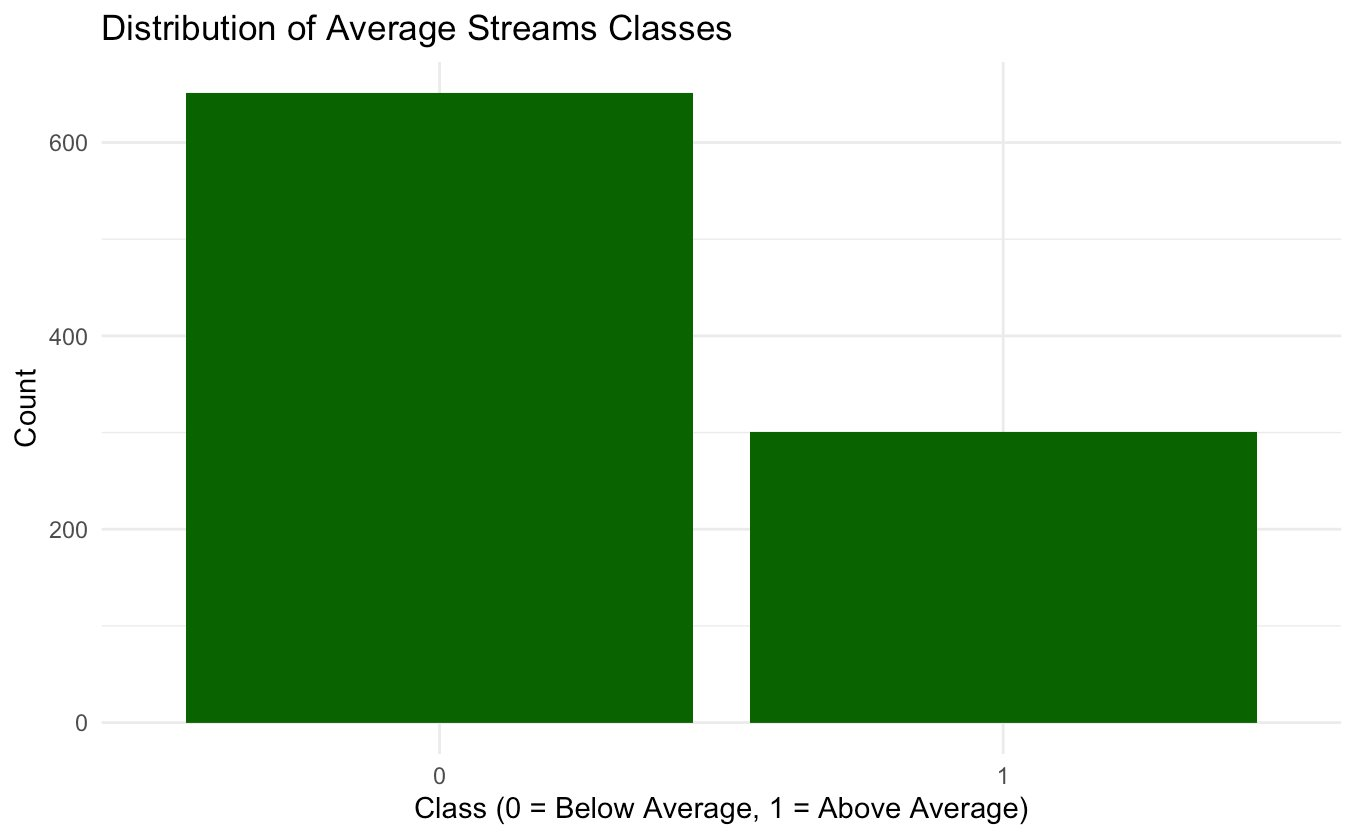 Distribution of Average Streams Classes
600
400
200
0
Count
0
1
Class (0 = Below Average, 1 = Above Average)